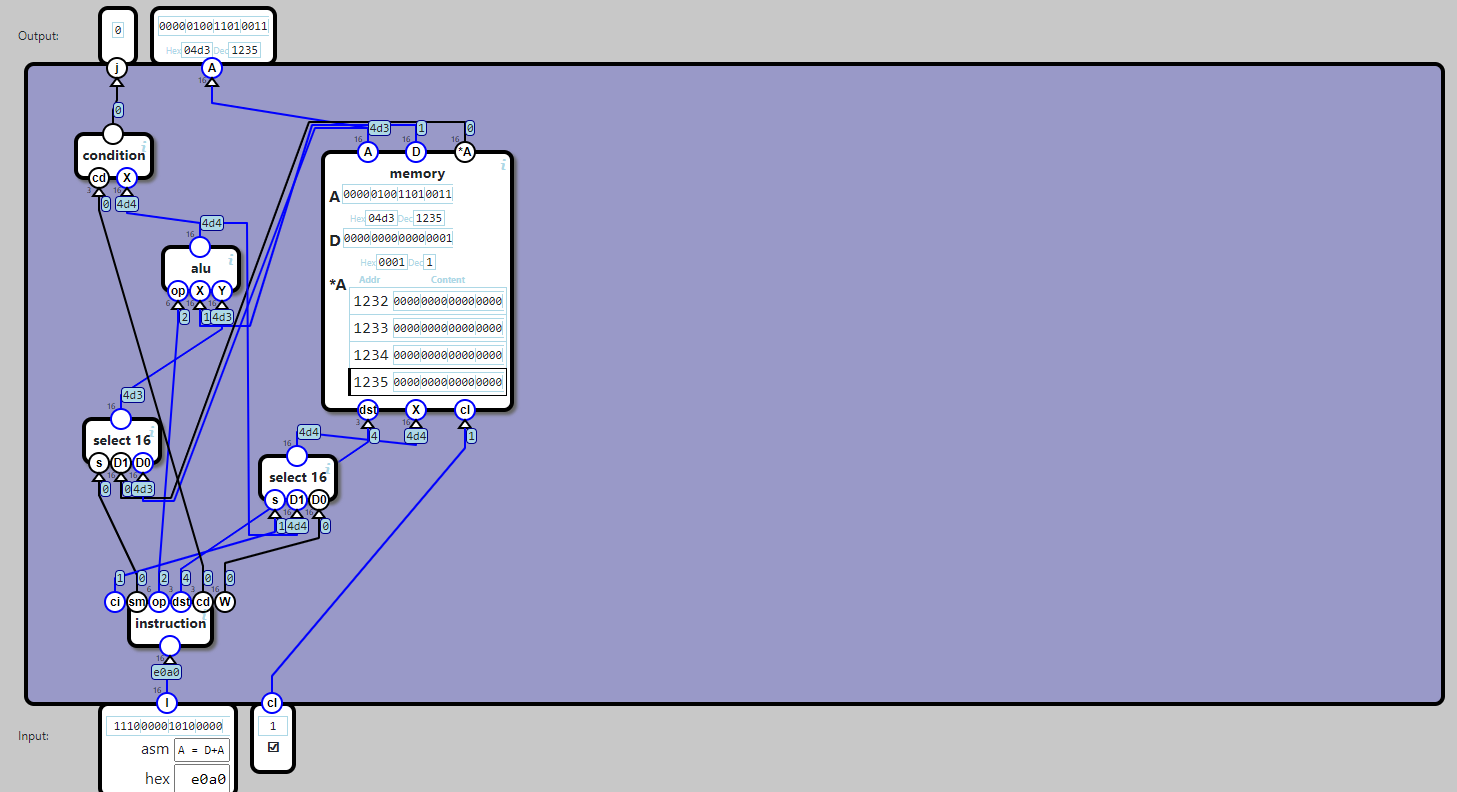 Output:
0
0000010011010011
Hex 04d3 Dec 1235
j
A
16
0
4d3 1 0
16 16 16
A D *A
condition i
cd X
3 16
0 4d4
memory i
A 0000010011010011
Hex 04d3 Dec 1235
D 0000000000000001
Hex 0001 Dec 1
*A Addr Content
1232 0000000000000000
1233 0000000000000000
1234 0000000000000000
1235 0000000000000000
dst X cl
3 16
4 4d4 1
4d4
16
alu i
op X Y
6 16 16
2 1 4d3
4d3
16
select 16 i
s D1 D0
16 16
0 0 4d3
4d4
16
select 16 i
s D1 D0
16 16
1 4d4 0
1 0 2 4 0 0
6 3 3 16
ci sm op dst cd W
instruction
16
e0a0
16
I cl
Input:
1110000010100000
1
asm A = D+A
hex e0a0